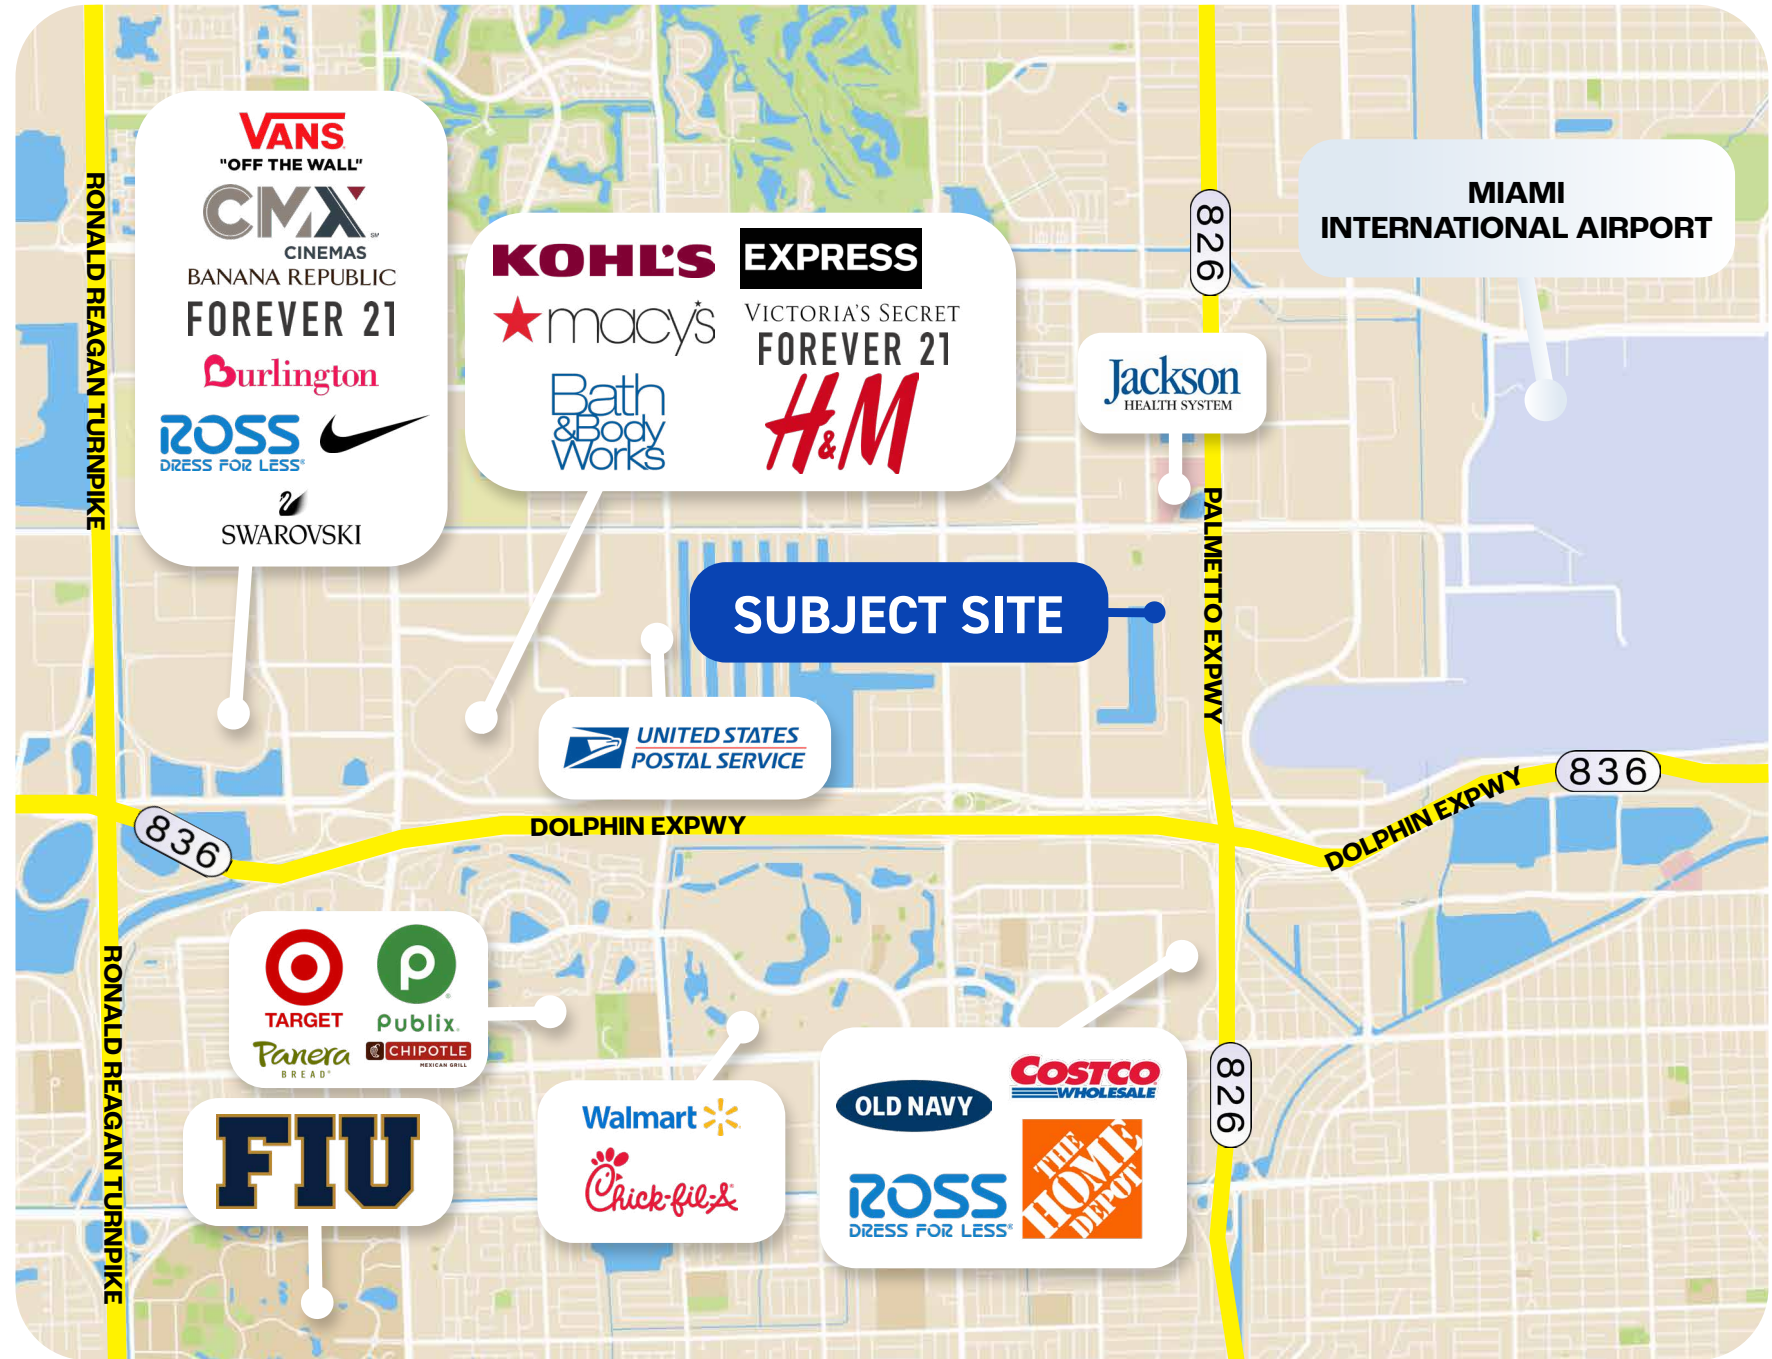 VANS
"OFF THE WALL"
CMX
SM
CINEMAS
BANANA REPUBLIC
FOREVER 21
Burlington
ROSS
DRESS FOR LESS®
SWAROVSKI
KOHL'S
EXPRESS
macy's
VICTORIA'S SECRET
FOREVER 21
Bath
&Body
Works
H&M
826
MIAMI
INTERNATIONAL AIRPORT
Jackson
HEALTH SYSTEM
RONALD REAGAN TURNPIKE
PALMETTO EXPWY
SUBJECT SITE
UNITED STATES
POSTAL SERVICE
836
836
DOLPHIN EXPWY
DOLPHIN EXPWY
RONALD REAGAN TURNPIKE
TARGET
Publix.
Panera
BREAD®
CHIPOTLE
MEXICAN GRILL
FIU
Walmart
Chick-fil-A
OLD NAVY
COSTCO
WHOLESALE
ROSS
DRESS FOR LESS®
THE
HOME
DEPOT
826